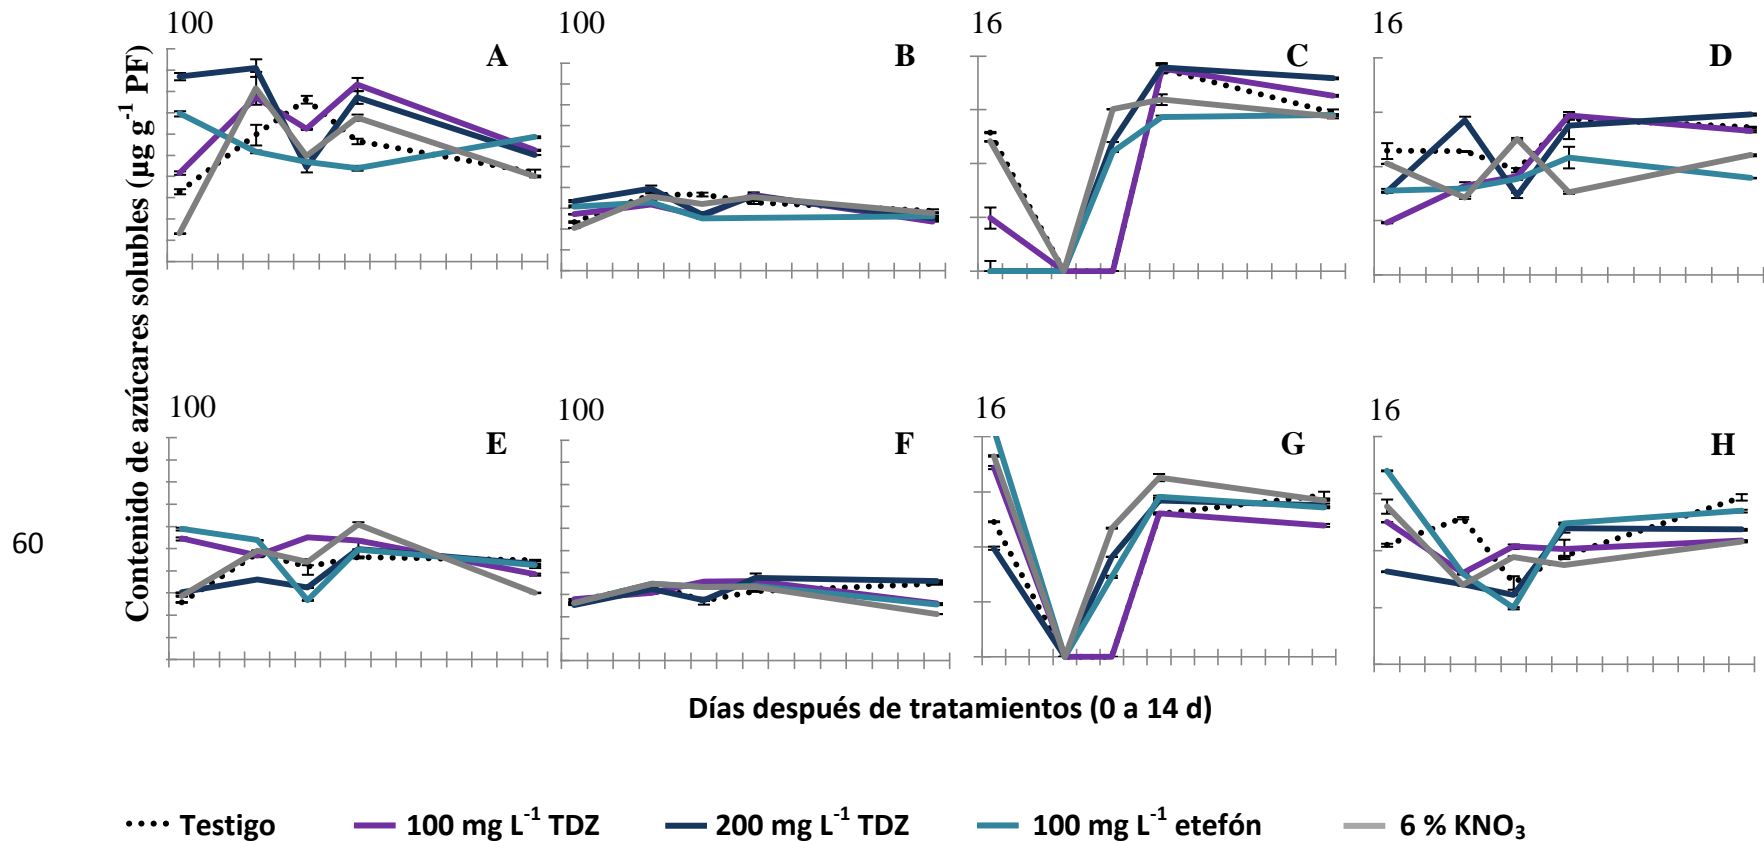 100 100 16 16
A B C D
Contenido de azúcares solubles (µg g⁻¹ PF)
100 100 16 16
E F G H
60
Días después de tratamientos (0 a 14 d)
Testigo 100 mg L⁻¹ TDZ 200 mg L⁻¹ TDZ 100 mg L⁻¹ etefón 6 % KNO₃